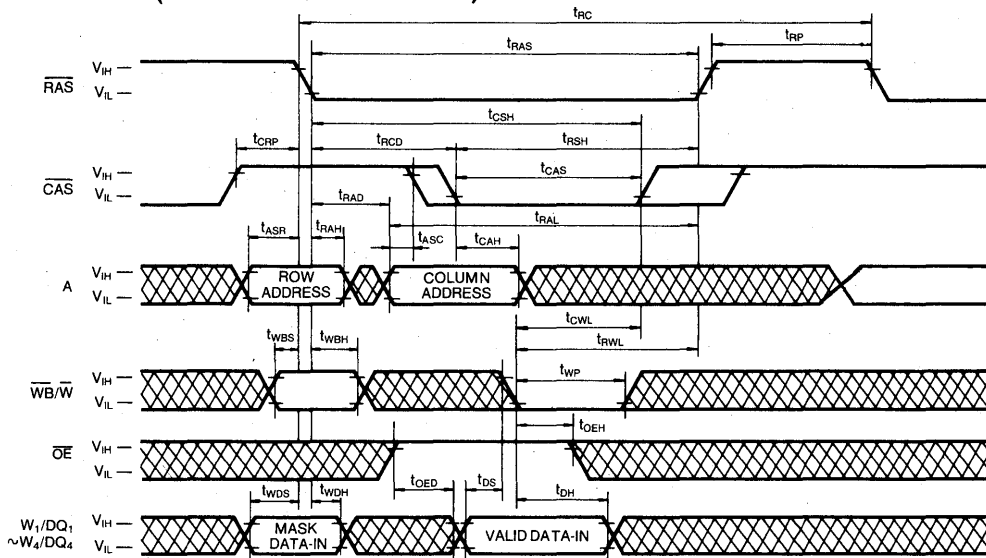 tRC
tRAS
tRP
RAS
VIH
VIL
tCSH
tCRP
tRCD
tRSH
CAS
VIH
VIL
tCAS
tRAD
tRAL
tASR
tRAH
tASC
tCAH
A
VIH
VIL
ROW ADDRESS
COLUMN ADDRESS
tCWL
tRWL
tWBS
tWBH
WB/W
VIH
VIL
tWP
tOEH
OE
VIH
VIL
tOED
tDS
tWDS
tWDH
tDH
W1/DQ1
~W4/DQ4
VIH
VIL
MASK DATA-IN
VALID DATA-IN